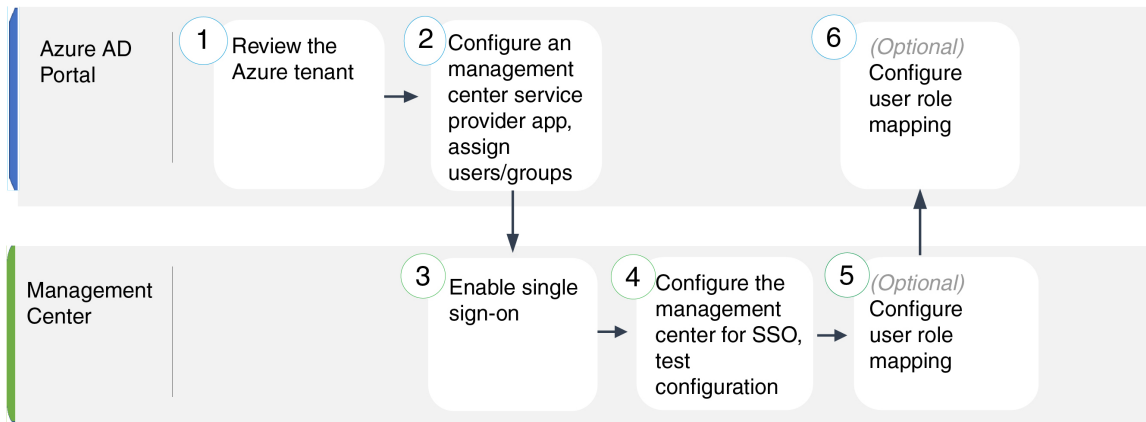 Azure AD
Portal
1
Review the
Azure tenant
2
Configure an
management
center service
provider app,
assign
users/groups
6
(Optional)
Configure
user role
mapping
Management
Center
3
Enable single
sign-on
4
Configure the
management
center for SSO,
test
configuration
5
(Optional)
Configure
user role
mapping